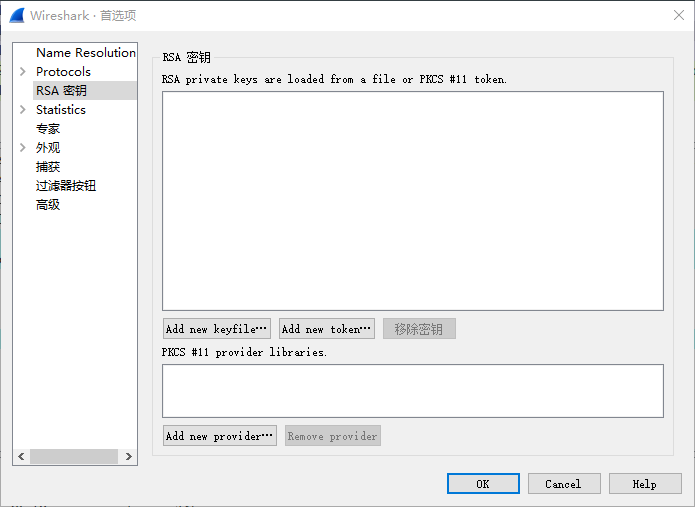 Wireshark · 首选项
Name Resolution
Protocols
RSA 密钥
Statistics
专家
外观
捕获
过滤器按钮
高级
RSA 密钥
RSA private keys are loaded from a file or PKCS #11 token.
Add new keyfile… Add new token… 移除密钥
PKCS #11 provider libraries.
Add new provider… Remove provider
OK Cancel Help